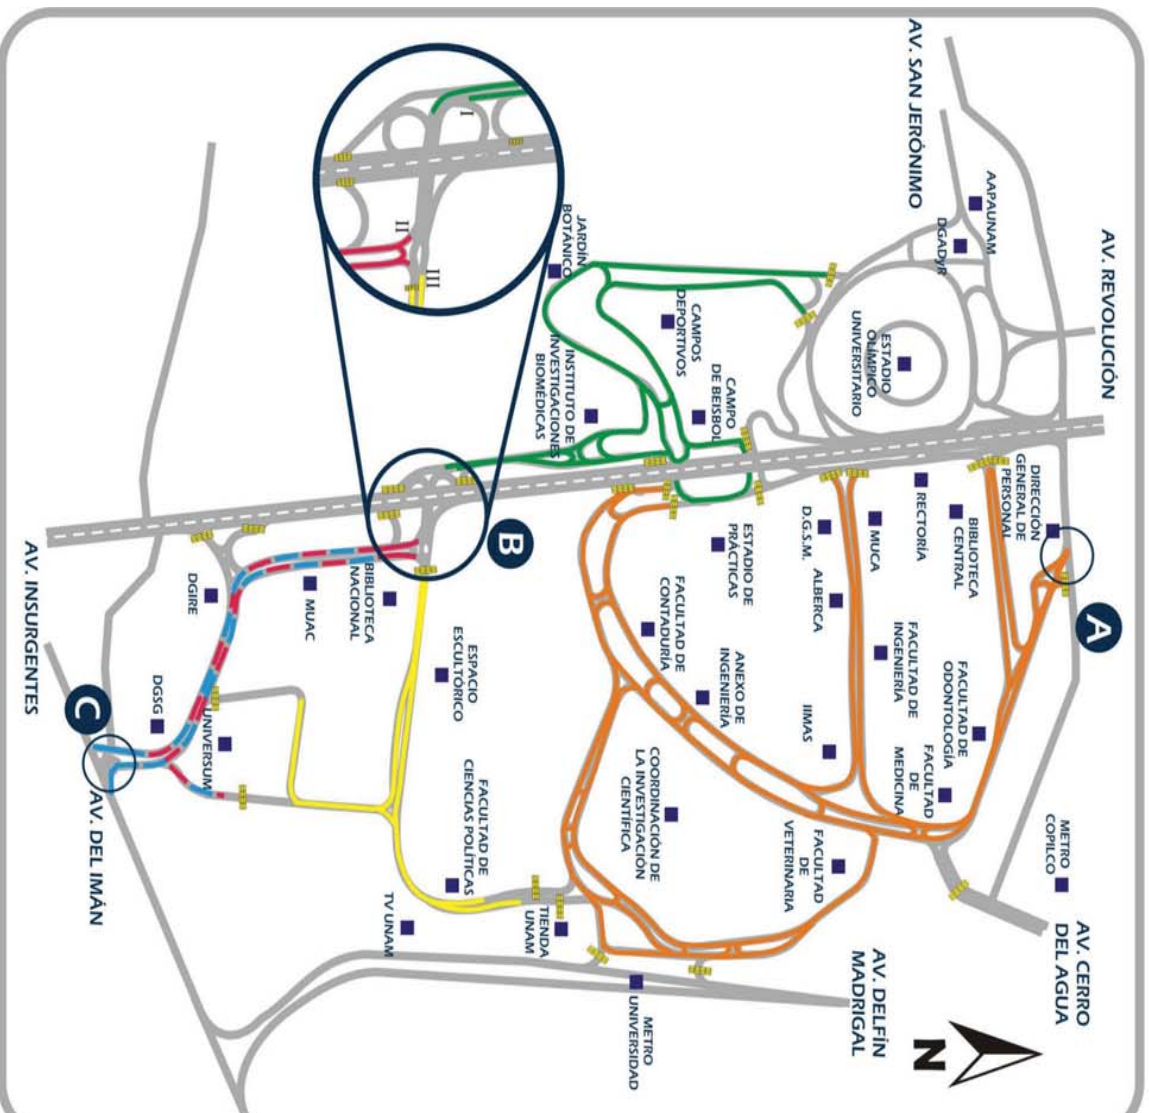 AV. REVOLUCIÓN
A
AV. CERRO
DEL AGUA
METRO
COPILCO
DIRECCIÓN
GENERAL DE
PERSONAL
AAPAUNAM
DGADyR
AV. SAN JERÓNIMO
BIBLIOTECA
CENTRAL
FACULTAD DE
ODONTOLOGÍA
FACULTAD
DE
MEDICINA
N
RECTORÍA
FACULTAD DE
INGENIERÍA
ESTADIO
OLÍMPICO
UNIVERSITARIO
MUCA
AV. DELFÍN
MADRIGAL
D.G.S.M.
ALBERCA
IIMAS
FACULTAD
DE
VETERINARIA
ESTADIO DE
PRÁCTICAS
ANEXO DE
INGENIERÍA
CAMPO
DE BEISBOL
CAMPOS
DEPORTIVOS
FACULTAD DE
CONTADURÍA
COORDINACIÓN DE
LA INVESTIGACIÓN
CIENTÍFICA
METRO
UNIVERSIDAD
JARDÍN
BOTÁNICO
INSTITUTO DE
INVESTIGACIONES
BIOMÉDICAS
TIENDA
UNAM
B
I
II
III
ESPACIO
ESCULTÓRICO
FACULTAD DE
CIENCIAS POLÍTICAS
TV UNAM
BIBLIOTECA
NACIONAL
MUAC
UNIVERSUM
DGIRE
DGSG
C
AV. DEL IMÁN
AV. INSURGENTES